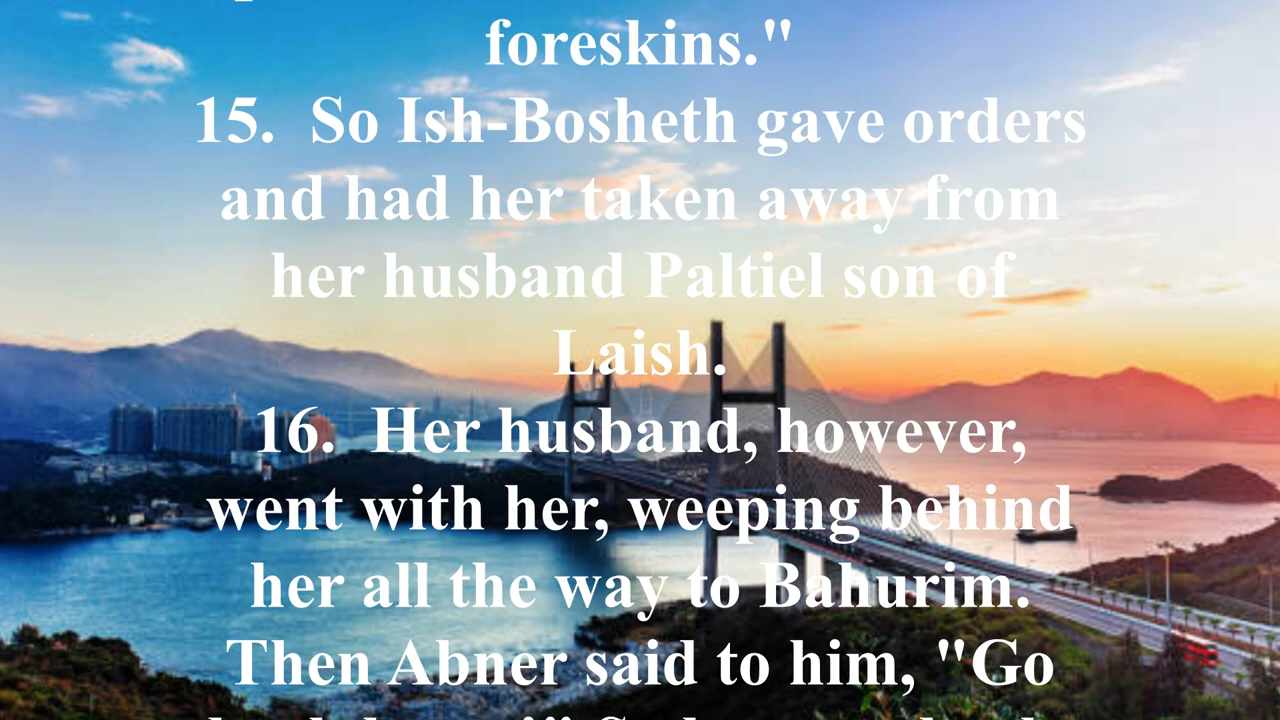 foreskins."
15. So Ish-Bosheth gave orders
and had her taken away from
her husband Paltiel son of
Laish.
16. Her husband, however,
went with her, weeping behind
her all the way to Bahurim.
Then Abner said to him, "Go